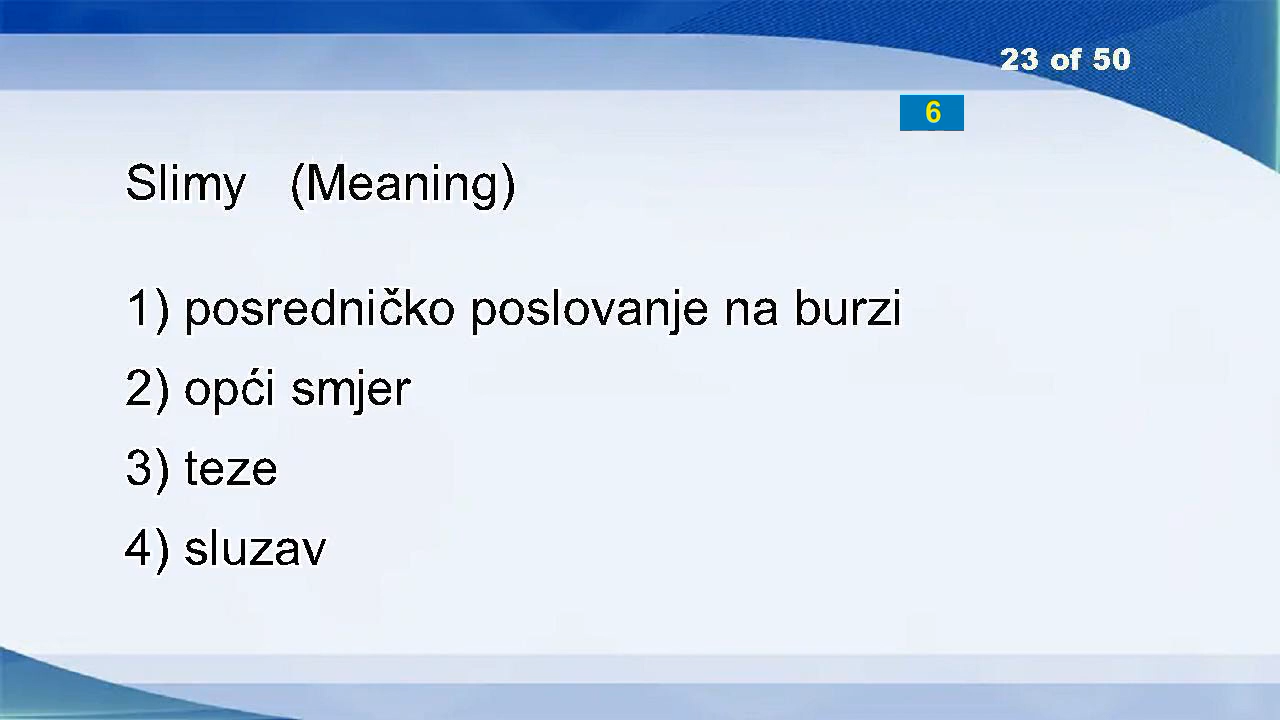 23 of 50
6
Slimy (Meaning)
1) posredničko poslovanje na burzi
2) opći smjer
3) teze
4) sluzav